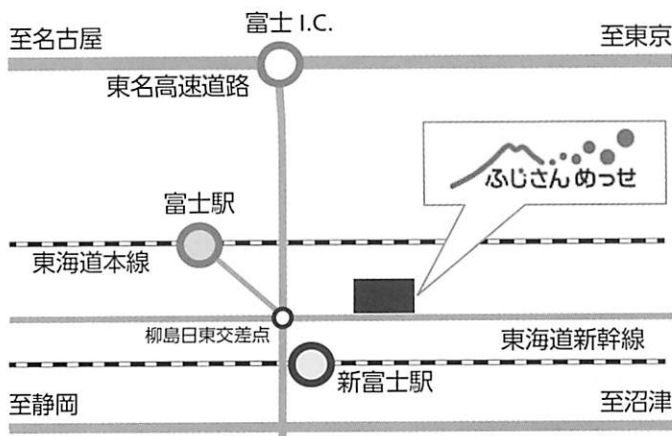 富士 I.C.
至名古屋
至東京
東名高速道路
ふじさんめっせ
富士駅
東海道本線
柳島日東交差点
東海道新幹線
新富士駅
至静岡
至沼津